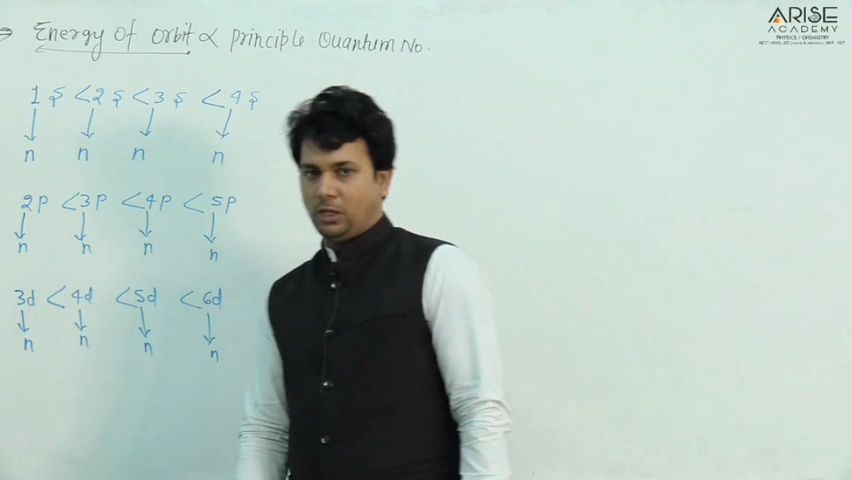 ⇒ Energy of orbit ∝ principle Quantum No.
1s < 2s < 3s < 4s
n n n n
2p < 3p < 4p < 5p
n n n n
3d < 4d < 5d < 6d
n n n n
ARISE
ACADEMY
PHYSICS / CHEMISTRY